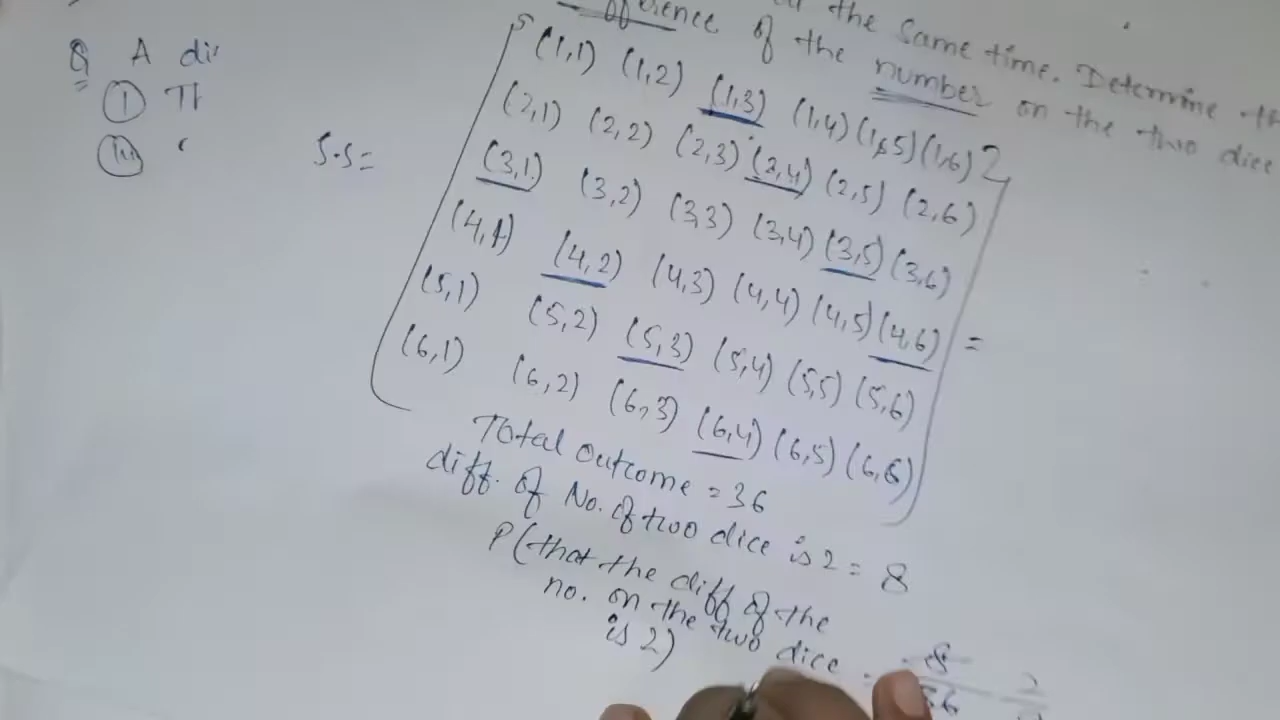 the same time. Determine
of the number on the two dice
Q A
I
S.S =
(1,1) (1,2) (1,3) (1,4) (1,5) (1,6)
(2,1) (2,2) (2,3) (2,4) (2,5) (2,6)
(3,1) (3,2) (3,3) (3,4) (3,5) (3,6)
(4,1) (4,2) (4,3) (4,4) (4,5) (4,6) =
(5,1) (5,2) (5,3) (5,4) (5,5) (5,6)
(6,1) (6,2) (6,3) (6,4) (6,5) (6,6)
Total outcome = 36
diff. of No. of two dice is 2 = 8
P(that the diff of the
no. on the two dice
is 2)
8
36